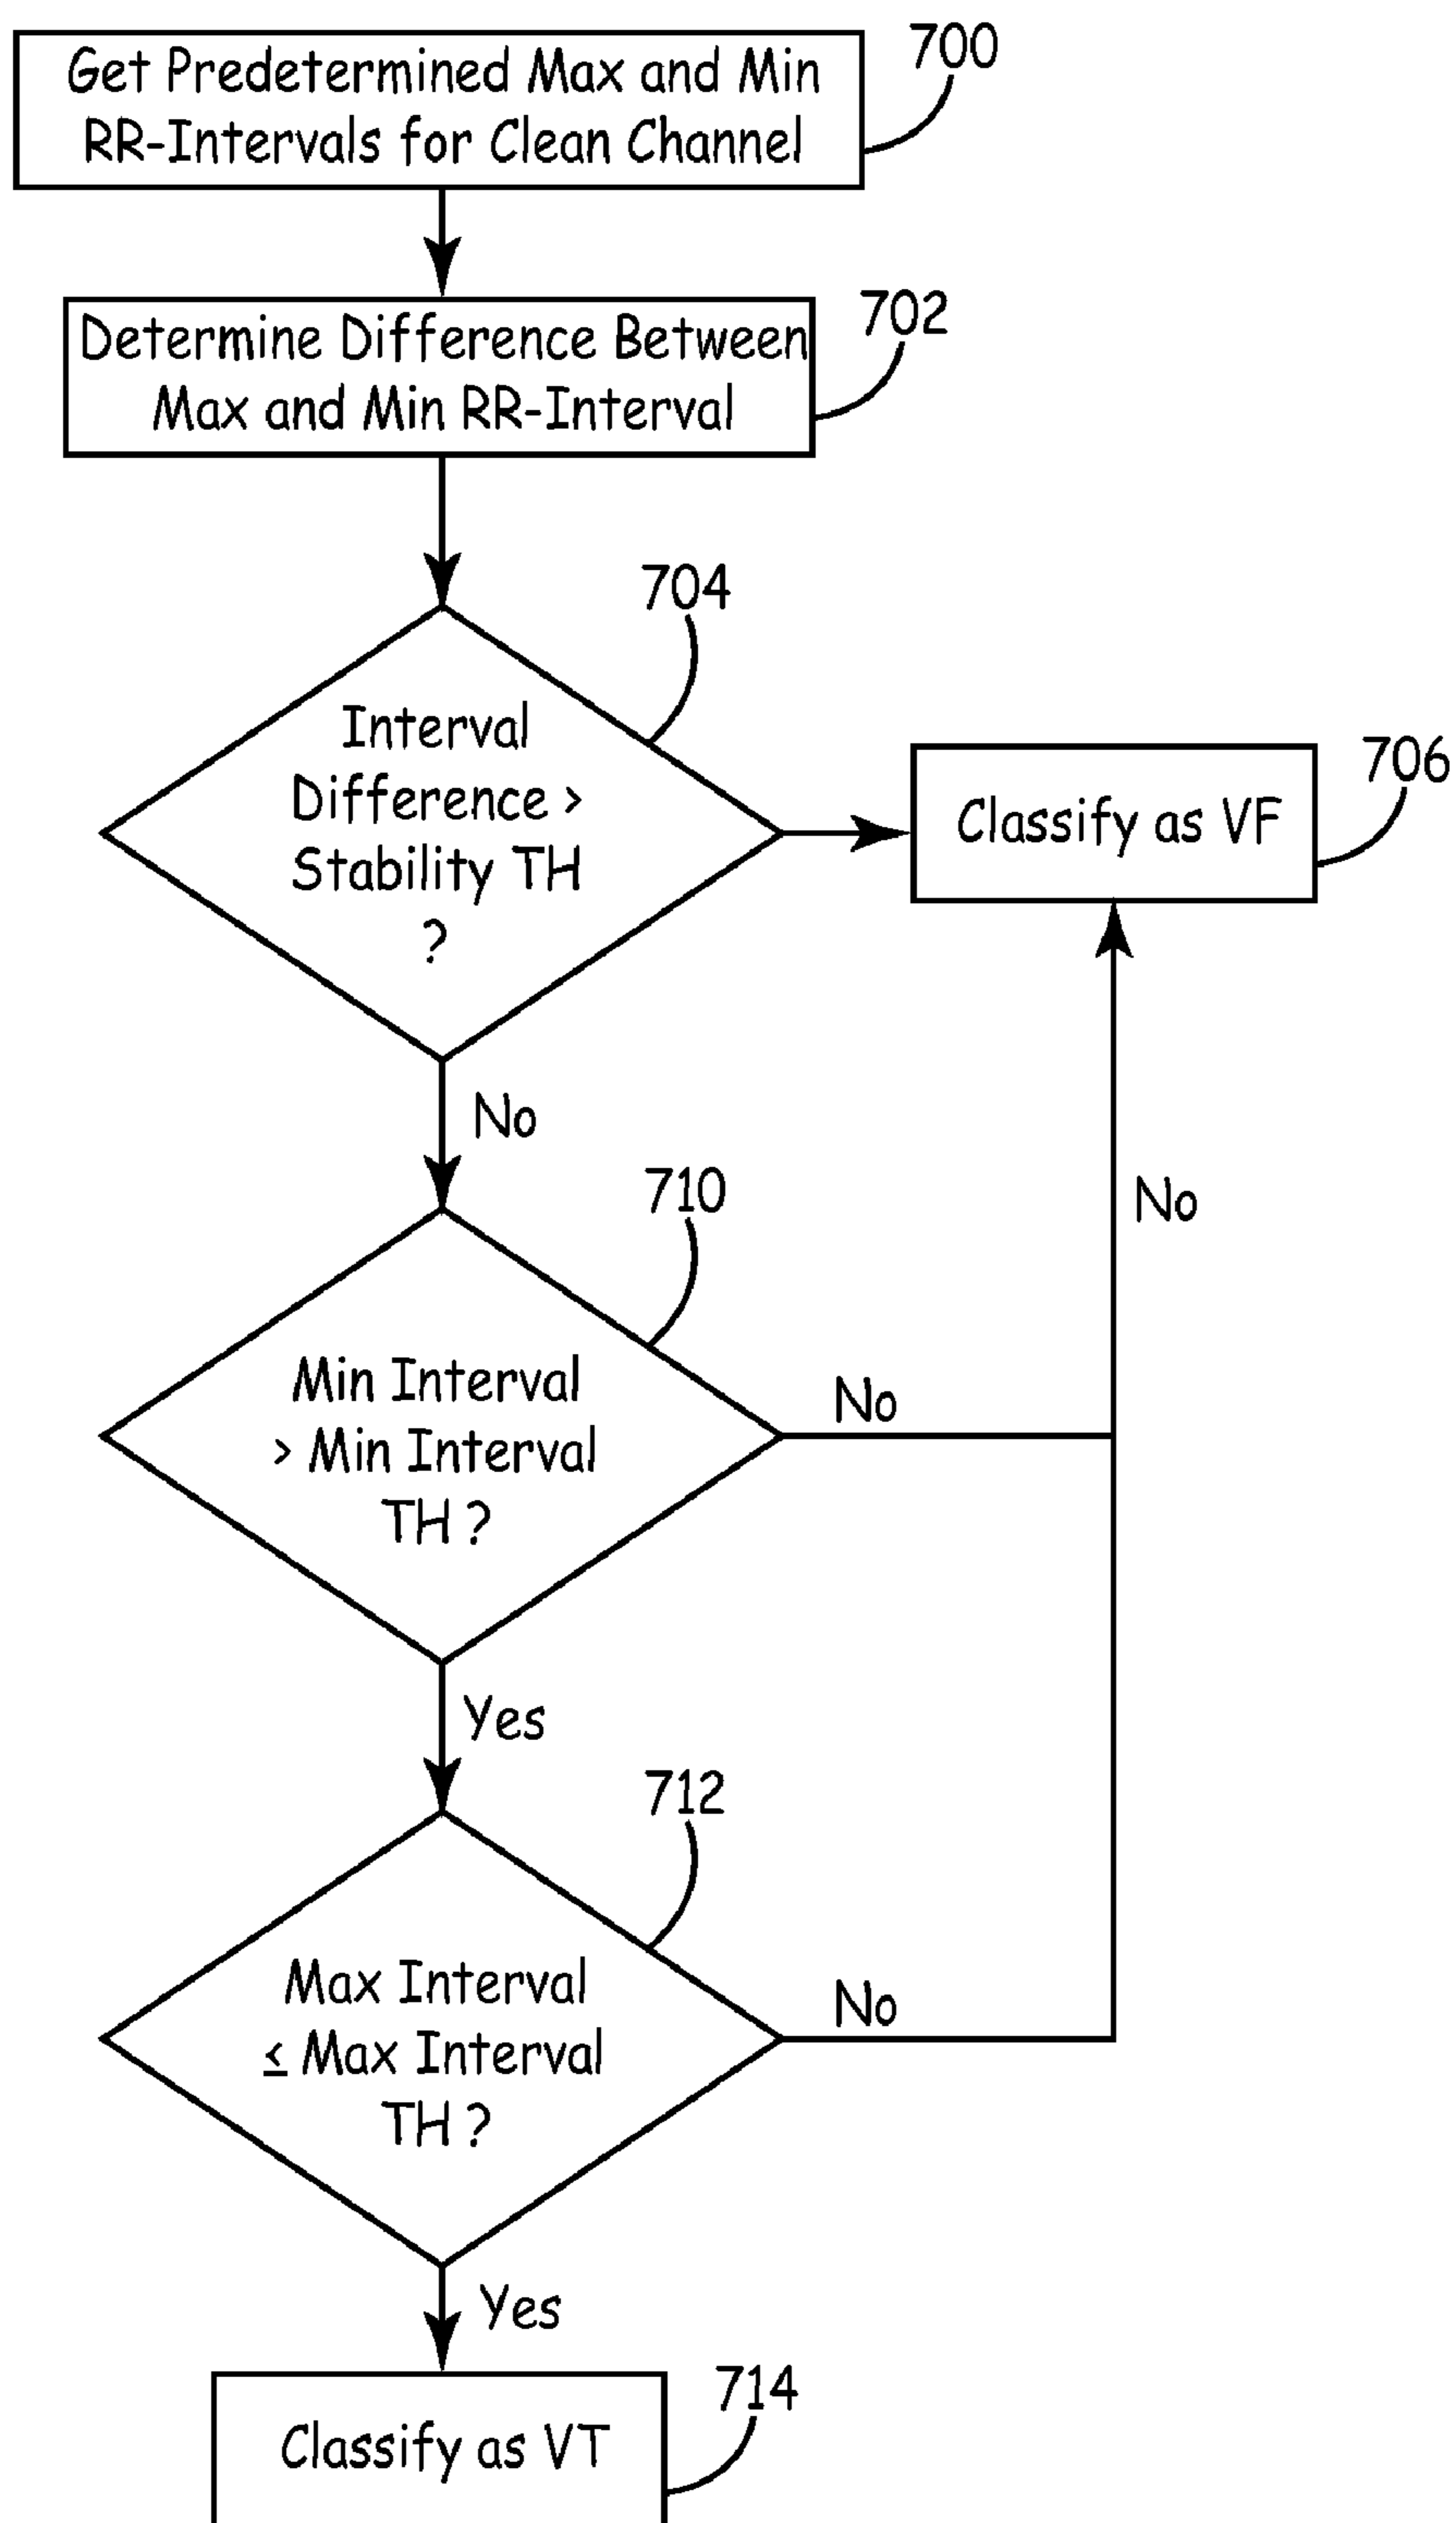 700
Get Predetermined Max and Min
RR-Intervals for Clean Channel
702
Determine Difference Between
Max and Min RR-Interval
704
Interval
Difference >
Stability TH
?
706
Classify as VF
No
710
No
Min Interval
> Min Interval
TH ?
No
Yes
712
Max Interval
≤ Max Interval
TH ?
No
Yes
714
Classify as VT